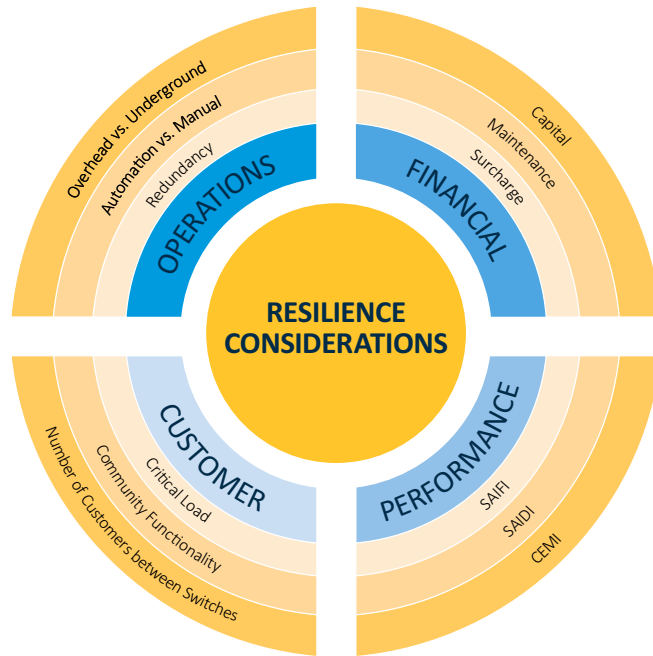 Overhead vs. Underground
Automation vs. Manual
Redundancy
OPERATIONS
Capital
Maintenance
Surcharge
FINANCIAL
RESILIENCE
CONSIDERATIONS
CUSTOMER
Critical Load
Community Functionality
Number of Customers between Switches
PERFORMANCE
SAIFI
SAIDI
CEMI